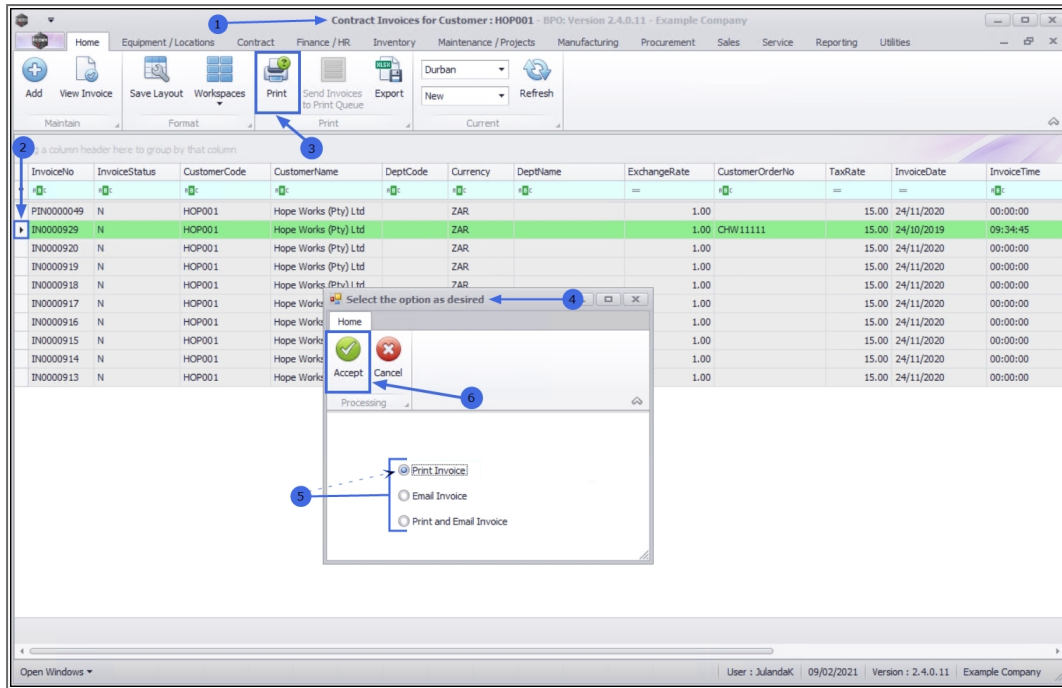 1
Contract Invoices for Customer : HOP001 - BPO: Version 2.4.0.11 - Example Company
Home Equipment / Locations Contract Finance / HR Inventory Maintenance / Projects Manufacturing Procurement Sales Service Reporting Utilities
Add View Invoice Save Layout Workspaces Print Send Invoices to Print Queue Export Durban New Refresh
Maintain Format Print Current
2 3
a column header here to group by that column
InvoiceNo InvoiceStatus CustomerCode CustomerName DeptCode Currency DeptName ExchangeRate CustomerOrderNo TaxRate InvoiceDate InvoiceTime
PIN0000049 N HOP001 Hope Works (Pty) Ltd ZAR 1.00 15.00 24/11/2020 00:00:00
IN0000929 N HOP001 Hope Works (Pty) Ltd ZAR 1.00 CHW11111 15.00 24/10/2019 09:34:45
IN0000920 N HOP001 Hope Works (Pty) Ltd ZAR 1.00 15.00 24/11/2020 00:00:00
IN0000919 N HOP001 Hope Works (Pty) Ltd ZAR 1.00 15.00 24/11/2020 00:00:00
IN0000918 N HOP001 Hope Works (Pty) Ltd ZAR 1.00 15.00 24/11/2020 00:00:00
IN0000917 N HOP001 Hope Works 1.00 15.00 24/11/2020 00:00:00
IN0000916 N HOP001 Hope Works 1.00 15.00 24/11/2020 00:00:00
IN0000915 N HOP001 Hope Works 1.00 15.00 24/11/2020 00:00:00
IN0000914 N HOP001 Hope Works 1.00 15.00 24/11/2020 00:00:00
IN0000913 N HOP001 Hope Works 1.00 15.00 24/11/2020 00:00:00
Select the option as desired 4
Home
Accept Cancel
Processing 6
5
Print Invoice
Email Invoice
Print and Email Invoice
Open Windows User : JulandaK 09/02/2021 Version : 2.4.0.11 Example Company